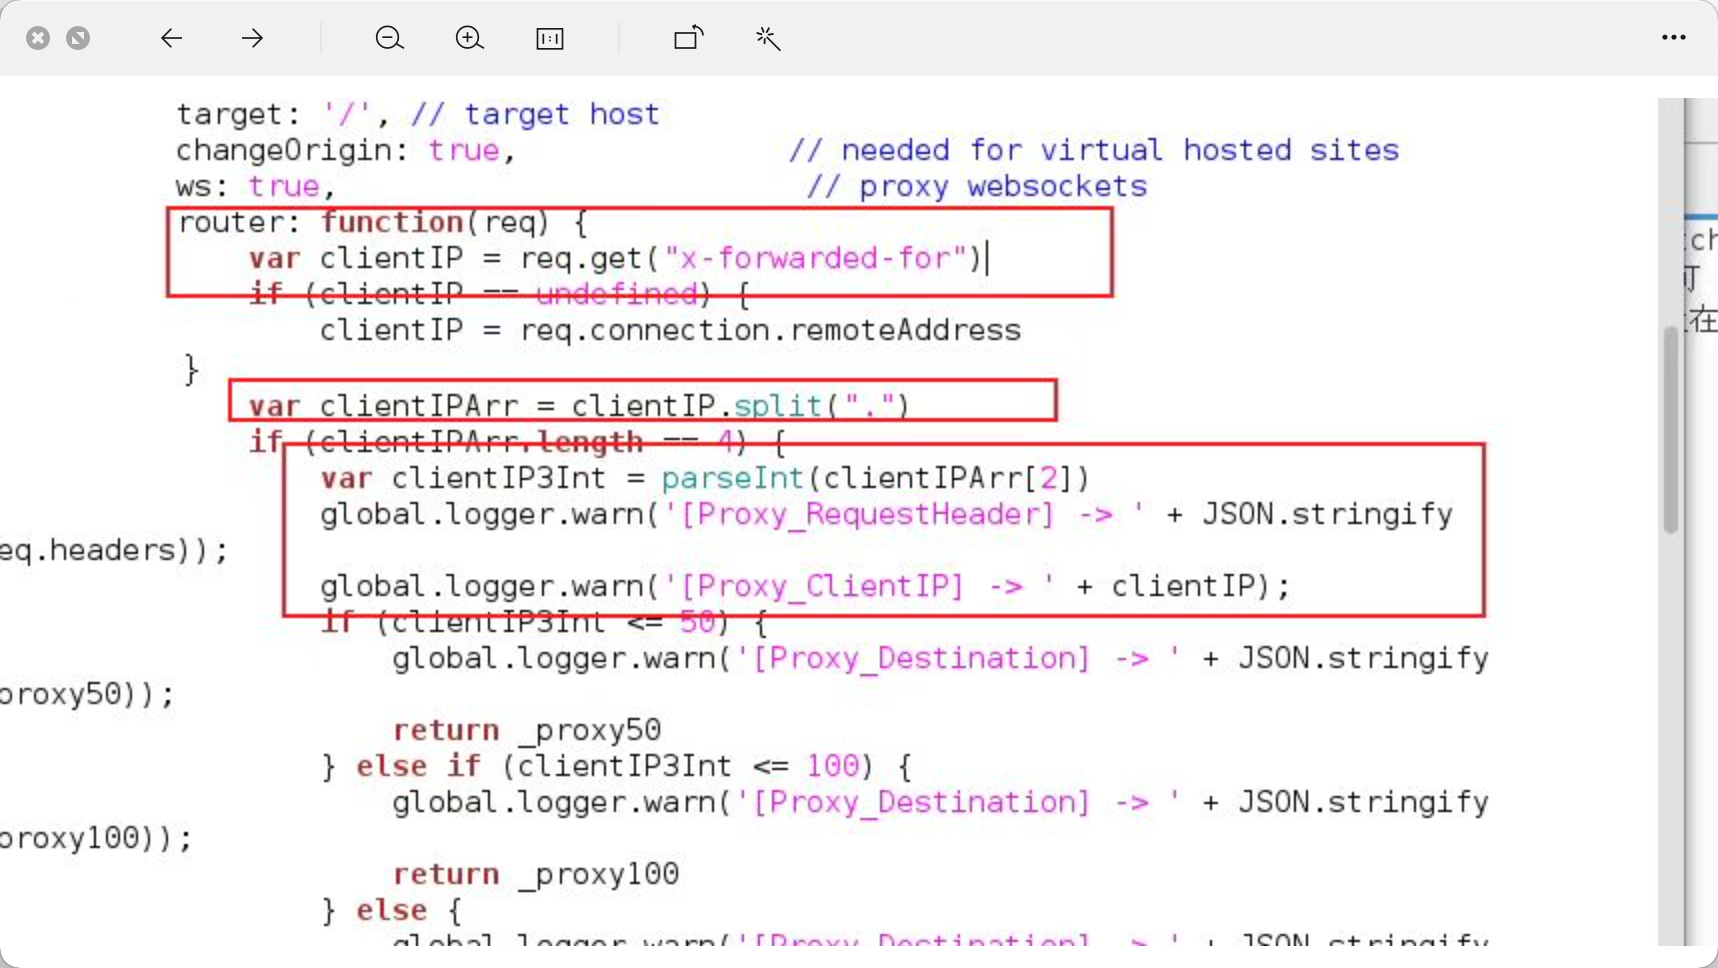 target: '/', // target host
changeOrigin: true, // needed for virtual hosted sites
ws: true, // proxy websockets
router: function(req) {
var clientIP = req.get("x-forwarded-for")
if (clientIP == undefined) {
clientIP = req.connection.remoteAddress
}
var clientIPArr = clientIP.split(".")
if (clientIPArr.length == 4) {
var clientIP3Int = parseInt(clientIPArr[2])
global.logger.warn('[Proxy_RequestHeader] -> ' + JSON.stringify
eq.headers));
global.logger.warn('[Proxy_ClientIP] -> ' + clientIP);
if (clientIP3Int <= 50) {
global.logger.warn('[Proxy_Destination] -> ' + JSON.stringify
proxy50));
return _proxy50
} else if (clientIP3Int <= 100) {
global.logger.warn('[Proxy_Destination] -> ' + JSON.stringify
proxy100));
return _proxy100
} else {
global.logger.warn('[Proxy_Destination] -> ' + JSON.stringify
ch
在